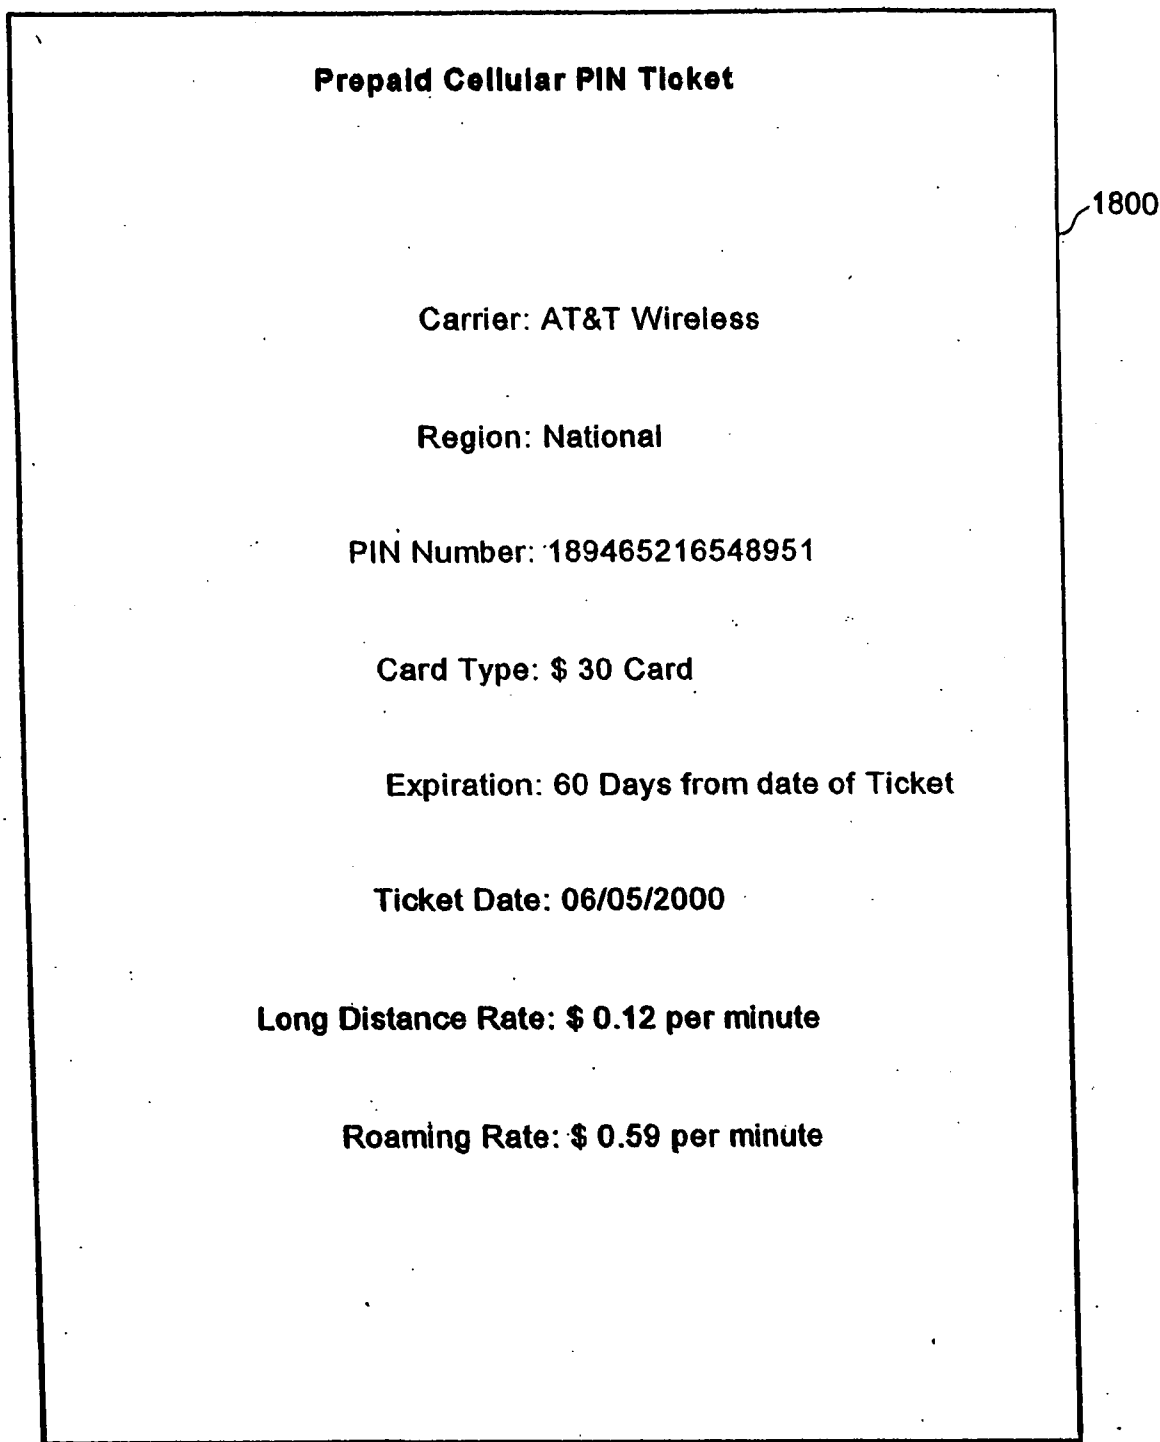 Prepaid Cellular PIN Ticket
1800
Carrier: AT&T Wireless
Region: National
PIN Number: 189465216548951
Card Type: $ 30 Card
Expiration: 60 Days from date of Ticket
Ticket Date: 06/05/2000
Long Distance Rate: $ 0.12 per minute
Roaming Rate: $ 0.59 per minute